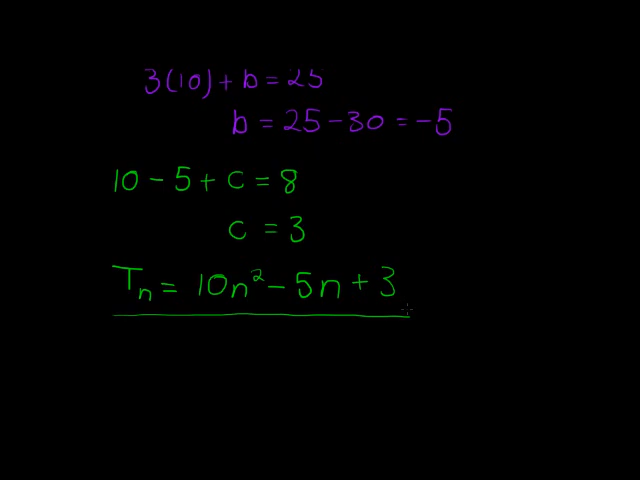 3(10) + b = 25
b = 25 - 30 = -5
10 - 5 + c = 8
c = 3
Tₙ = 10n² - 5n + 3